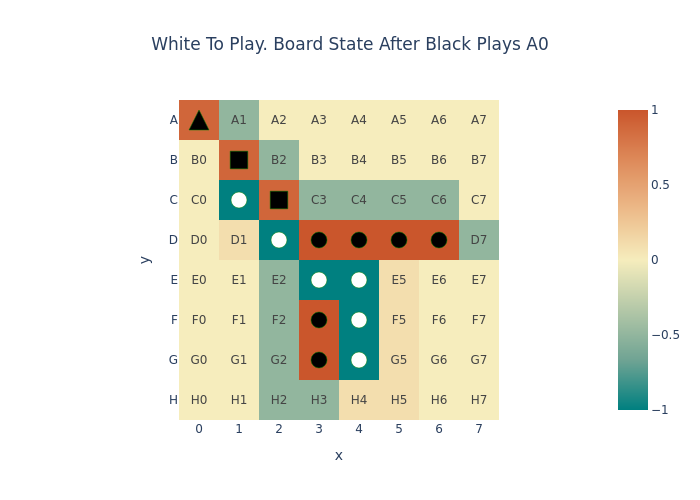 White To Play. Board State After Black Plays A0
A A1 A2 A3 A4 A5 A6 A7
B B0 B2 B3 B4 B5 B6 B7
C C0 C3 C4 C5 C6 C7
D D0 D1 D7
E E0 E1 E2 E5 E6 E7
F F0 F1 F2 F5 F6 F7
G G0 G1 G2 G5 G6 G7
H H0 H1 H2 H3 H4 H5 H6 H7
0 1 2 3 4 5 6 7
x
y
1
0.5
0
−0.5
−1